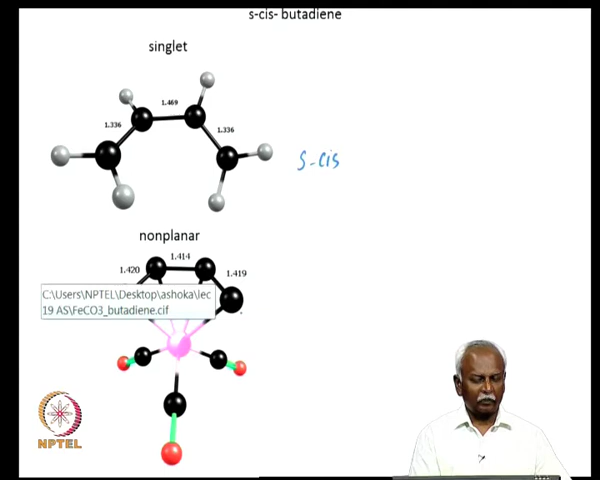 s-cis- butadiene
singlet
1.469
1.336
1.336
S-cis
nonplanar
1.414
1.420
1.419
C:\Users\NPTEL\Desktop\ashoka\lec
19 AS\FeCO3_butadiene.cif
NPTEL